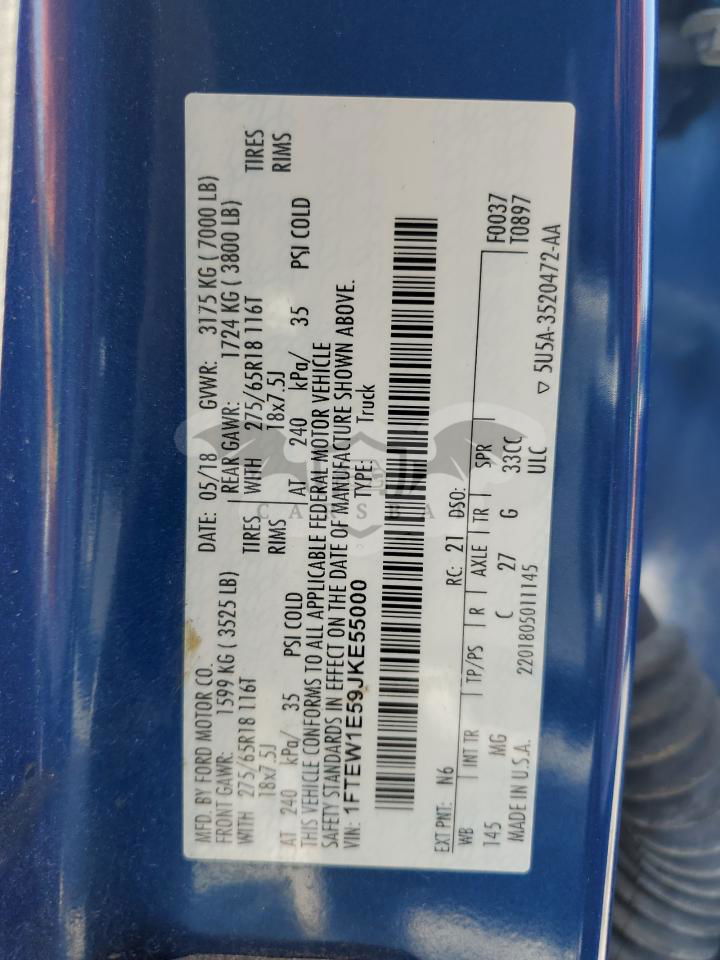 MFD. BY FORD MOTOR CO.
DATE: 05/18 GVWR: 3175 KG ( 7000 LB)
FRONT GAWR: 1599 KG ( 3525 LB)
REAR GAWR: 1724 KG ( 3800 LB)
WITH 275/65R18 116T TIRES
WITH 275/65R18 116T TIRES
18x7.5J RIMS
18x7.5J RIMS
AT 240 kPa/ 35 PSI COLD
AT 240 kPa/ 35 PSI COLD
THIS VEHICLE CONFORMS TO ALL APPLICABLE FEDERAL MOTOR VEHICLE
SAFETY STANDARDS IN EFFECT ON THE DATE OF MANUFACTURE SHOWN ABOVE.
VIN: 1FTEW1E59JKE55000 TYPE: Truck
EXT PNT: N6 RC: 21 DSO:
WB INT TR TP/PS R AXLE TR SPR F0037
145 MG C 27 G 33CC T0897
MADE IN U.S.A. 2201805011145 ULC
▽ 5U5A-3520472-AA